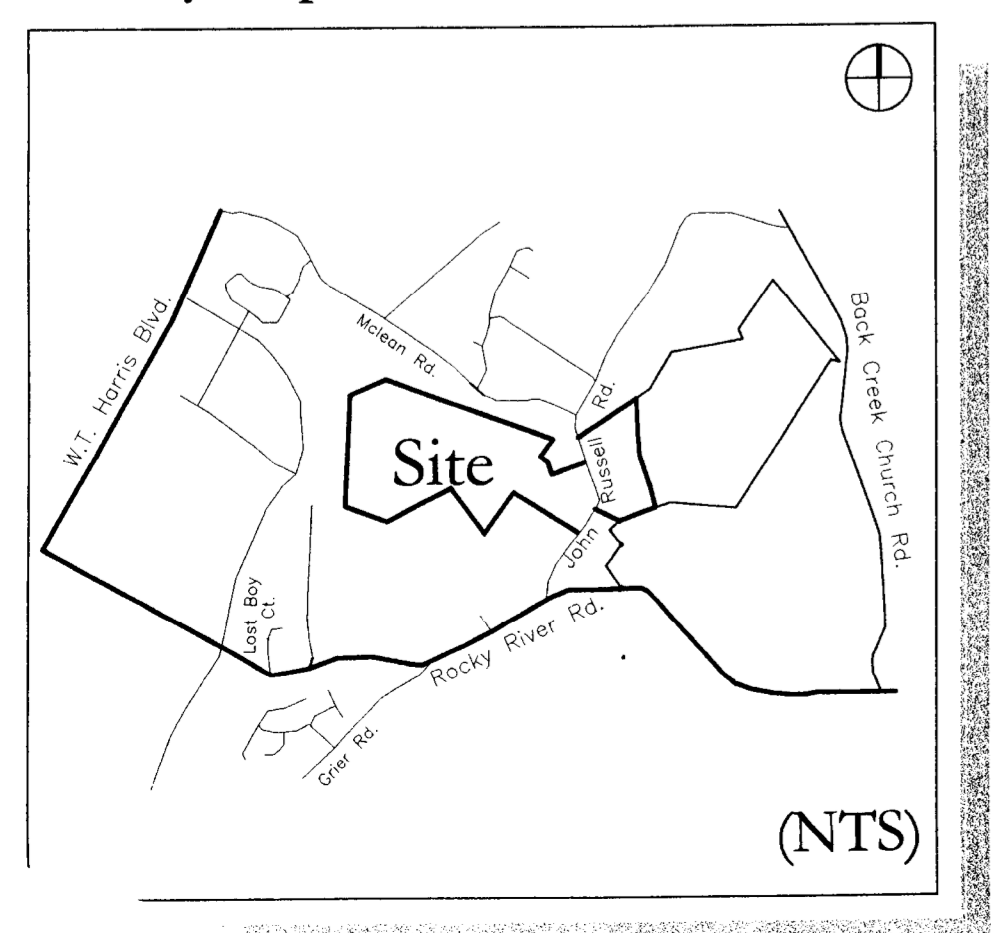 Mclean Rd.
W.T. Harris Blvd.
Rd.
Back Creek Church Rd.
Site
Russell
John
Lost Boy
Ct.
Rocky River Rd.
Grier Rd.
(NTS)